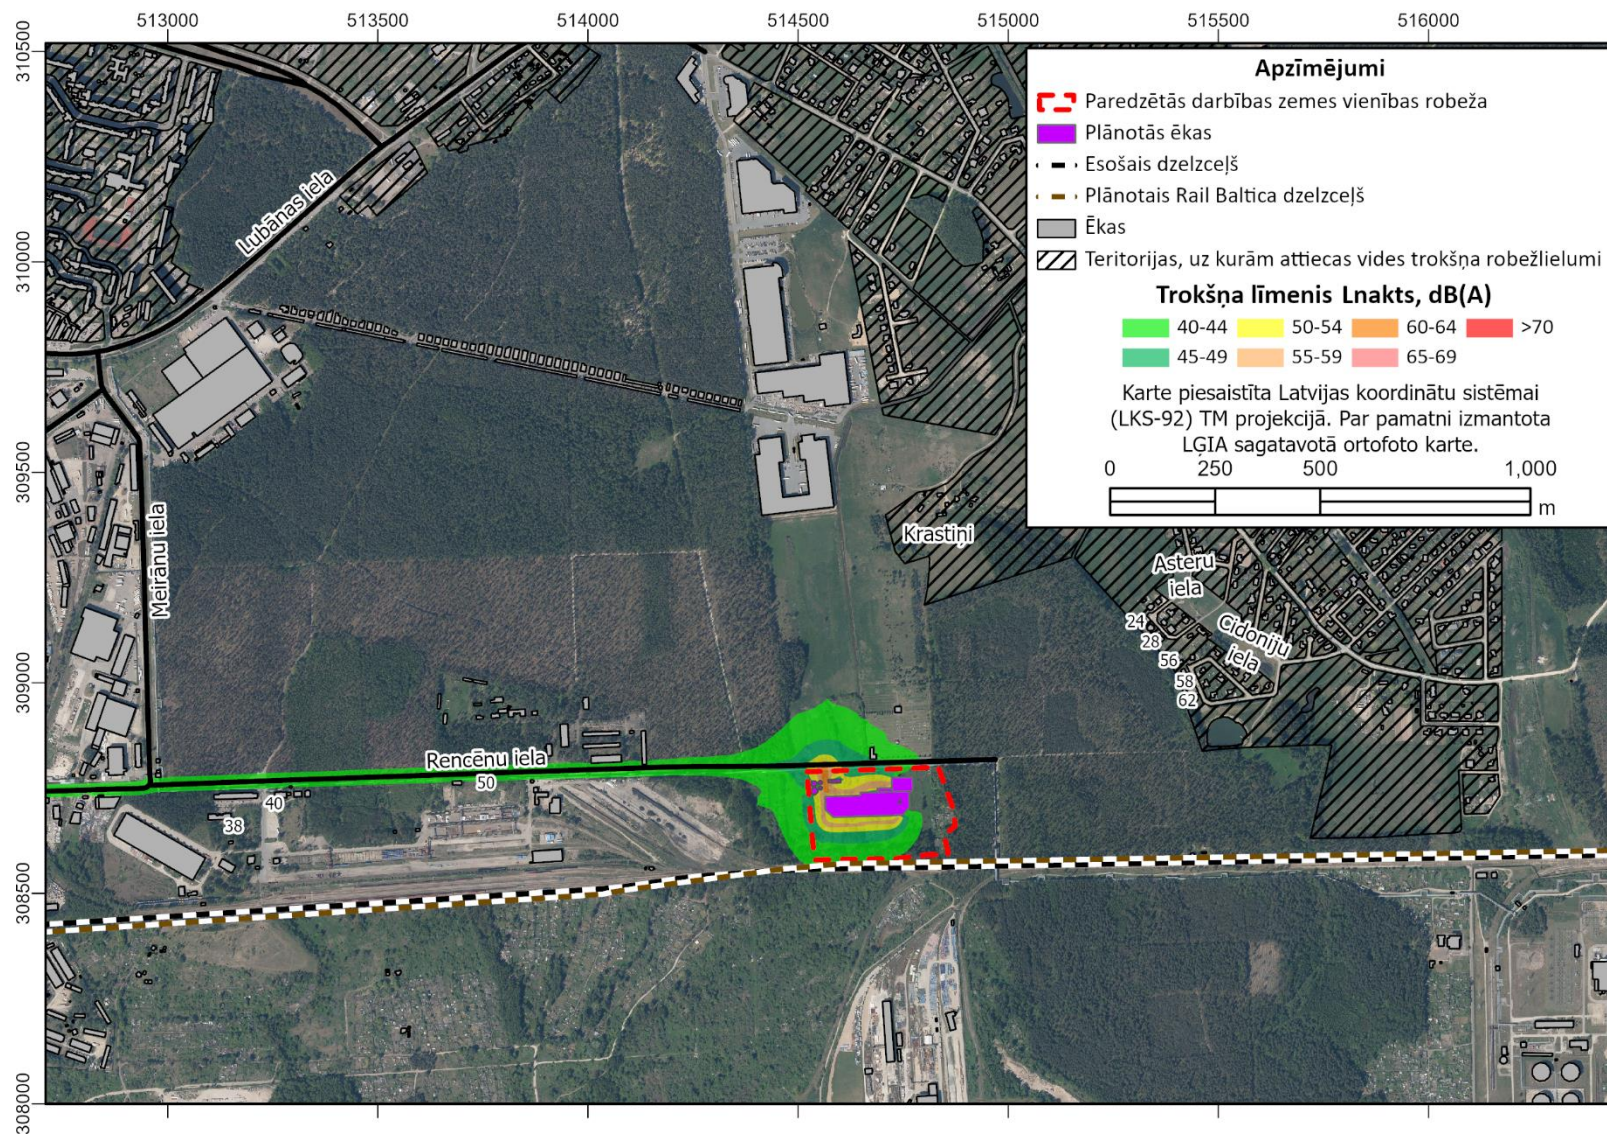 513000 513500 514000 514500 515000 515500 516000
310500
310000
309500
309000
308500
308000
Apzīmējumi
Paredzētās darbības zemes vienības robeža
Plānotās ēkas
Esošais dzelzceļš
Plānotais Rail Baltica dzelzceļš
Ēkas
Teritorijas, uz kurām attiecas vides trokšņa robežlielumi
Trokšņa līmenis Lnakts, dB(A)
40-44 50-54 60-64 >70
45-49 55-59 65-69
Karte piesaistīta Latvijas koordinātu sistēmai
(LKS-92) TM projekcijā. Par pamatni izmantota
LĢIA sagatavotā ortofoto karte.
0 250 500 1,000
m
Lubānas iela
Meirānu iela
Krastiņi
Asteru
iela
Cidoniju
iela
24
28
56
58
62
Rencēnu iela
50
40
38